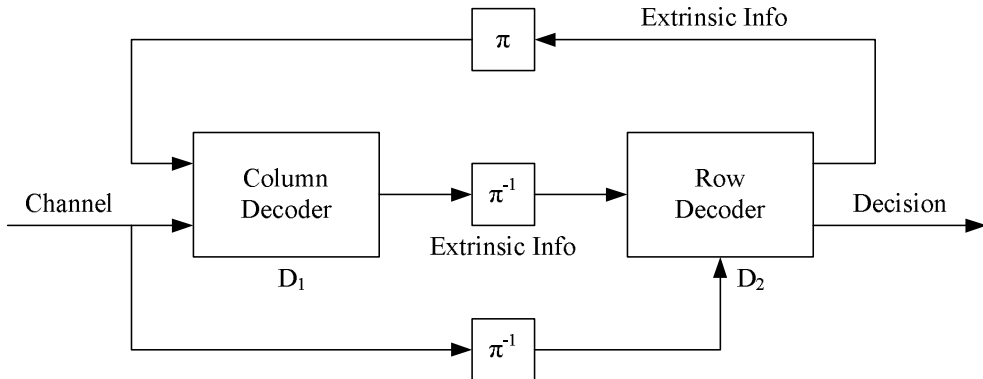 Extrinsic Info
π
Column
Decoder
Row
Decoder
π⁻¹
Channel
Decision
Extrinsic Info
D₁
D₂
π⁻¹